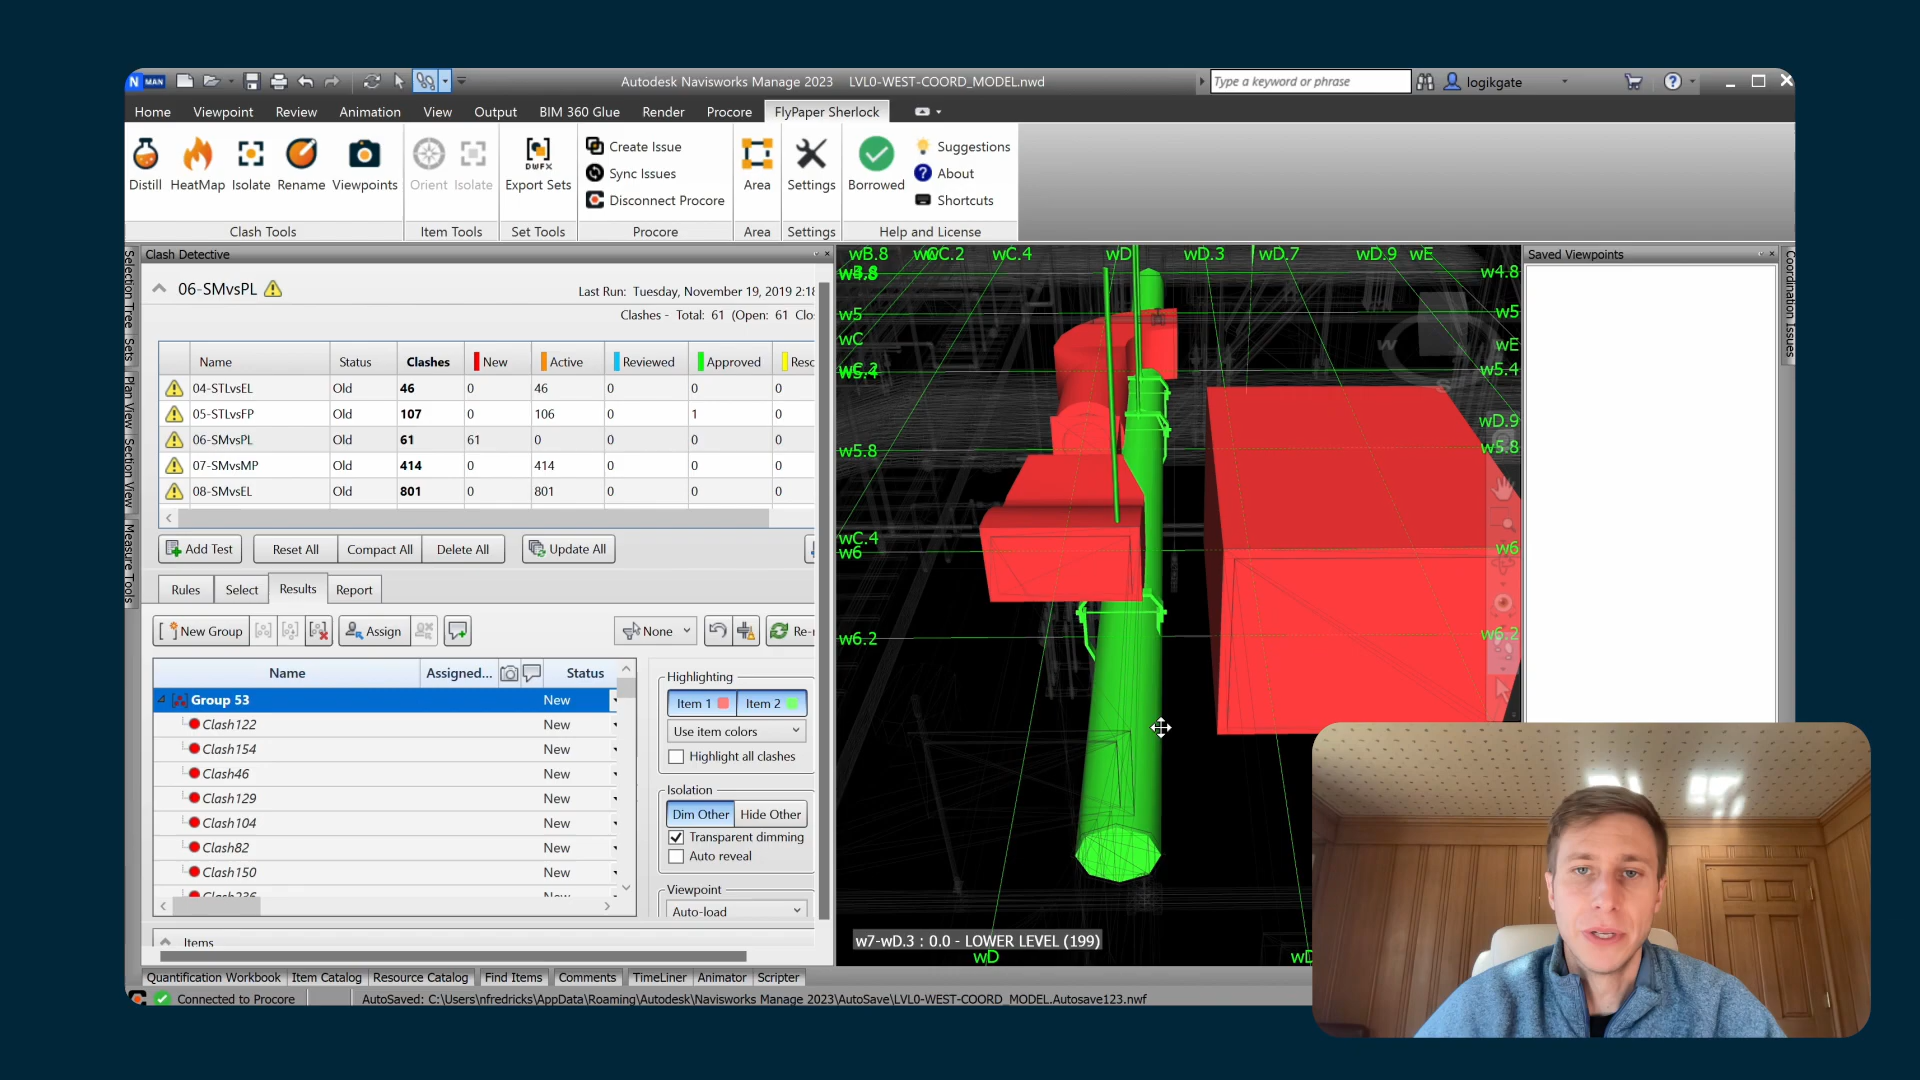 N MAN
Autodesk Navisworks Manage 2023 LVL0-WEST-COORD_MODEL.nwd
Type a keyword or phrase
logikgate
Home Viewpoint Review Animation View Output BIM 360 Glue Render Procore FlyPaper Sherlock
Distill HeatMap Isolate Rename Viewpoints
Orient Isolate
DWFX
Export Sets
Create Issue
Sync Issues
Disconnect Procore
Area
Settings
Borrowed
Suggestions
About
Shortcuts
Clash Tools Item Tools Set Tools Procore Area Settings Help and License
Selection Tree
Sets
Plan View
Section View
Measure Tools
Clash Detective
06-SMvsPL
Last Run: Tuesday, November 19, 2019 2:18
Clashes - Total: 61 (Open: 61 Clo
Name Status Clashes New Active Reviewed Approved Resc
04-STLvsEL Old 46 0 46 0 0 0
05-STLvsFP Old 107 0 106 0 1 0
06-SMvsPL Old 61 61 0 0 0 0
07-SMvsMP Old 414 0 414 0 0 0
08-SMvsEL Old 801 0 801 0 0 0
Add Test Reset All Compact All Delete All Update All
Rules Select Results Report
New Group Assign None Re-r
Name Assigned... Status
Group 53 New
Clash122 New
Clash154 New
Clash46 New
Clash129 New
Clash104 New
Clash82 New
Clash150 New
Clash236 New
Highlighting
Item 1 Item 2
Use item colors
Highlight all clashes
Isolation
Dim Other Hide Other
Transparent dimming
Auto reveal
Viewpoint
Auto-load
Items
wB.8 wC.2 wC.4 wD wD.3 wD.7 wD.9 wE
w4.8
w5 w5
wC wE
w5.4 w5.4
wD.9
w5.8 w5.8
wC.4
w6 w6
w6.2 w6.2
W
S
w7-wD.3 : 0.0 - LOWER LEVEL (199)
wD
Saved Viewpoints
Coordination Issues
Quantification Workbook Item Catalog Resource Catalog Find Items Comments TimeLiner Animator Scripter
Connected to Procore AutoSaved: C:\Users\nfredricks\AppData\Roaming\Autodesk\Navisworks Manage 2023\AutoSave\LVL0-WEST-COORD_MODEL.Autosave123.nwf